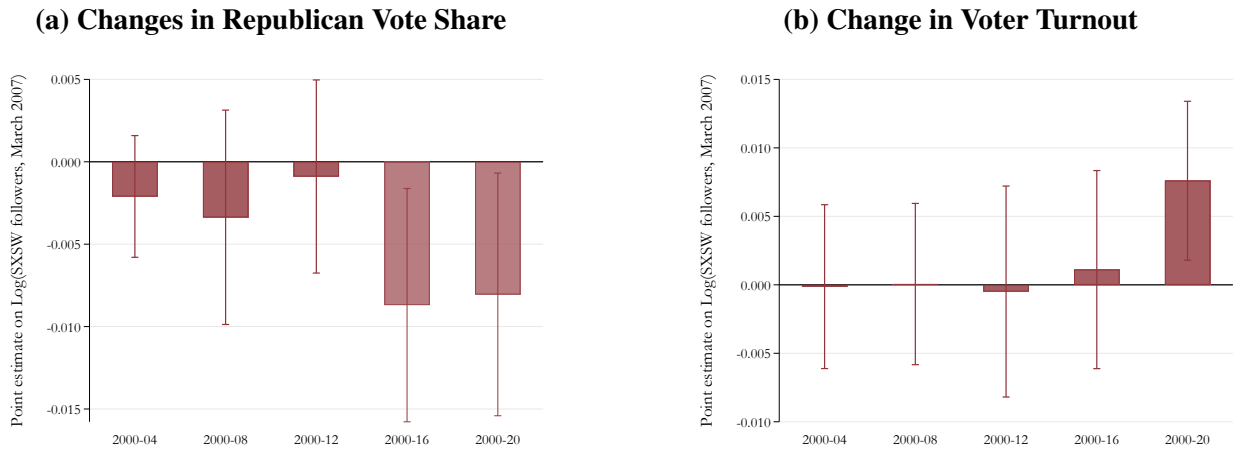 (a) Changes in Republican Vote Share
Point estimate on Log(SXSW followers, March 2007)
0.005
0.000
-0.005
-0.010
-0.015
2000-04 2000-08 2000-12 2000-16 2000-20
(b) Change in Voter Turnout
Point estimate on Log(SXSW followers, March 2007)
0.015
0.010
0.005
0.000
-0.005
-0.010
2000-04 2000-08 2000-12 2000-16 2000-20